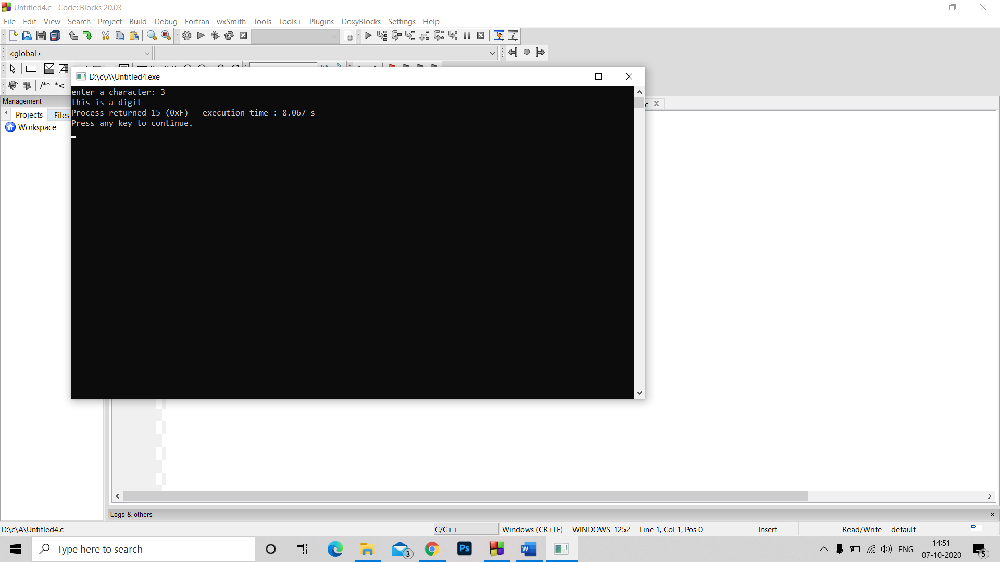 Untitled4.c - Code::Blocks 20.03
File Edit View Search Project Build Debug Fortran wxSmith Tools Tools+ Plugins DoxyBlocks Settings Help
<global>
/** *<
D:\c\A\Untitled4.exe
enter a character: 3
this is a digit
Process returned 15 (0xF)   execution time : 8.067 s
Press any key to continue.
Management
Projects Files
Workspace
c
Logs & others
D:\c\A\Untitled4.c C/C++ Windows (CR+LF) WINDOWS-1252 Line 1, Col 1, Pos 0 Insert Read/Write default
Type here to search
3
Ps
W
ENG
14:51
07-10-2020
5